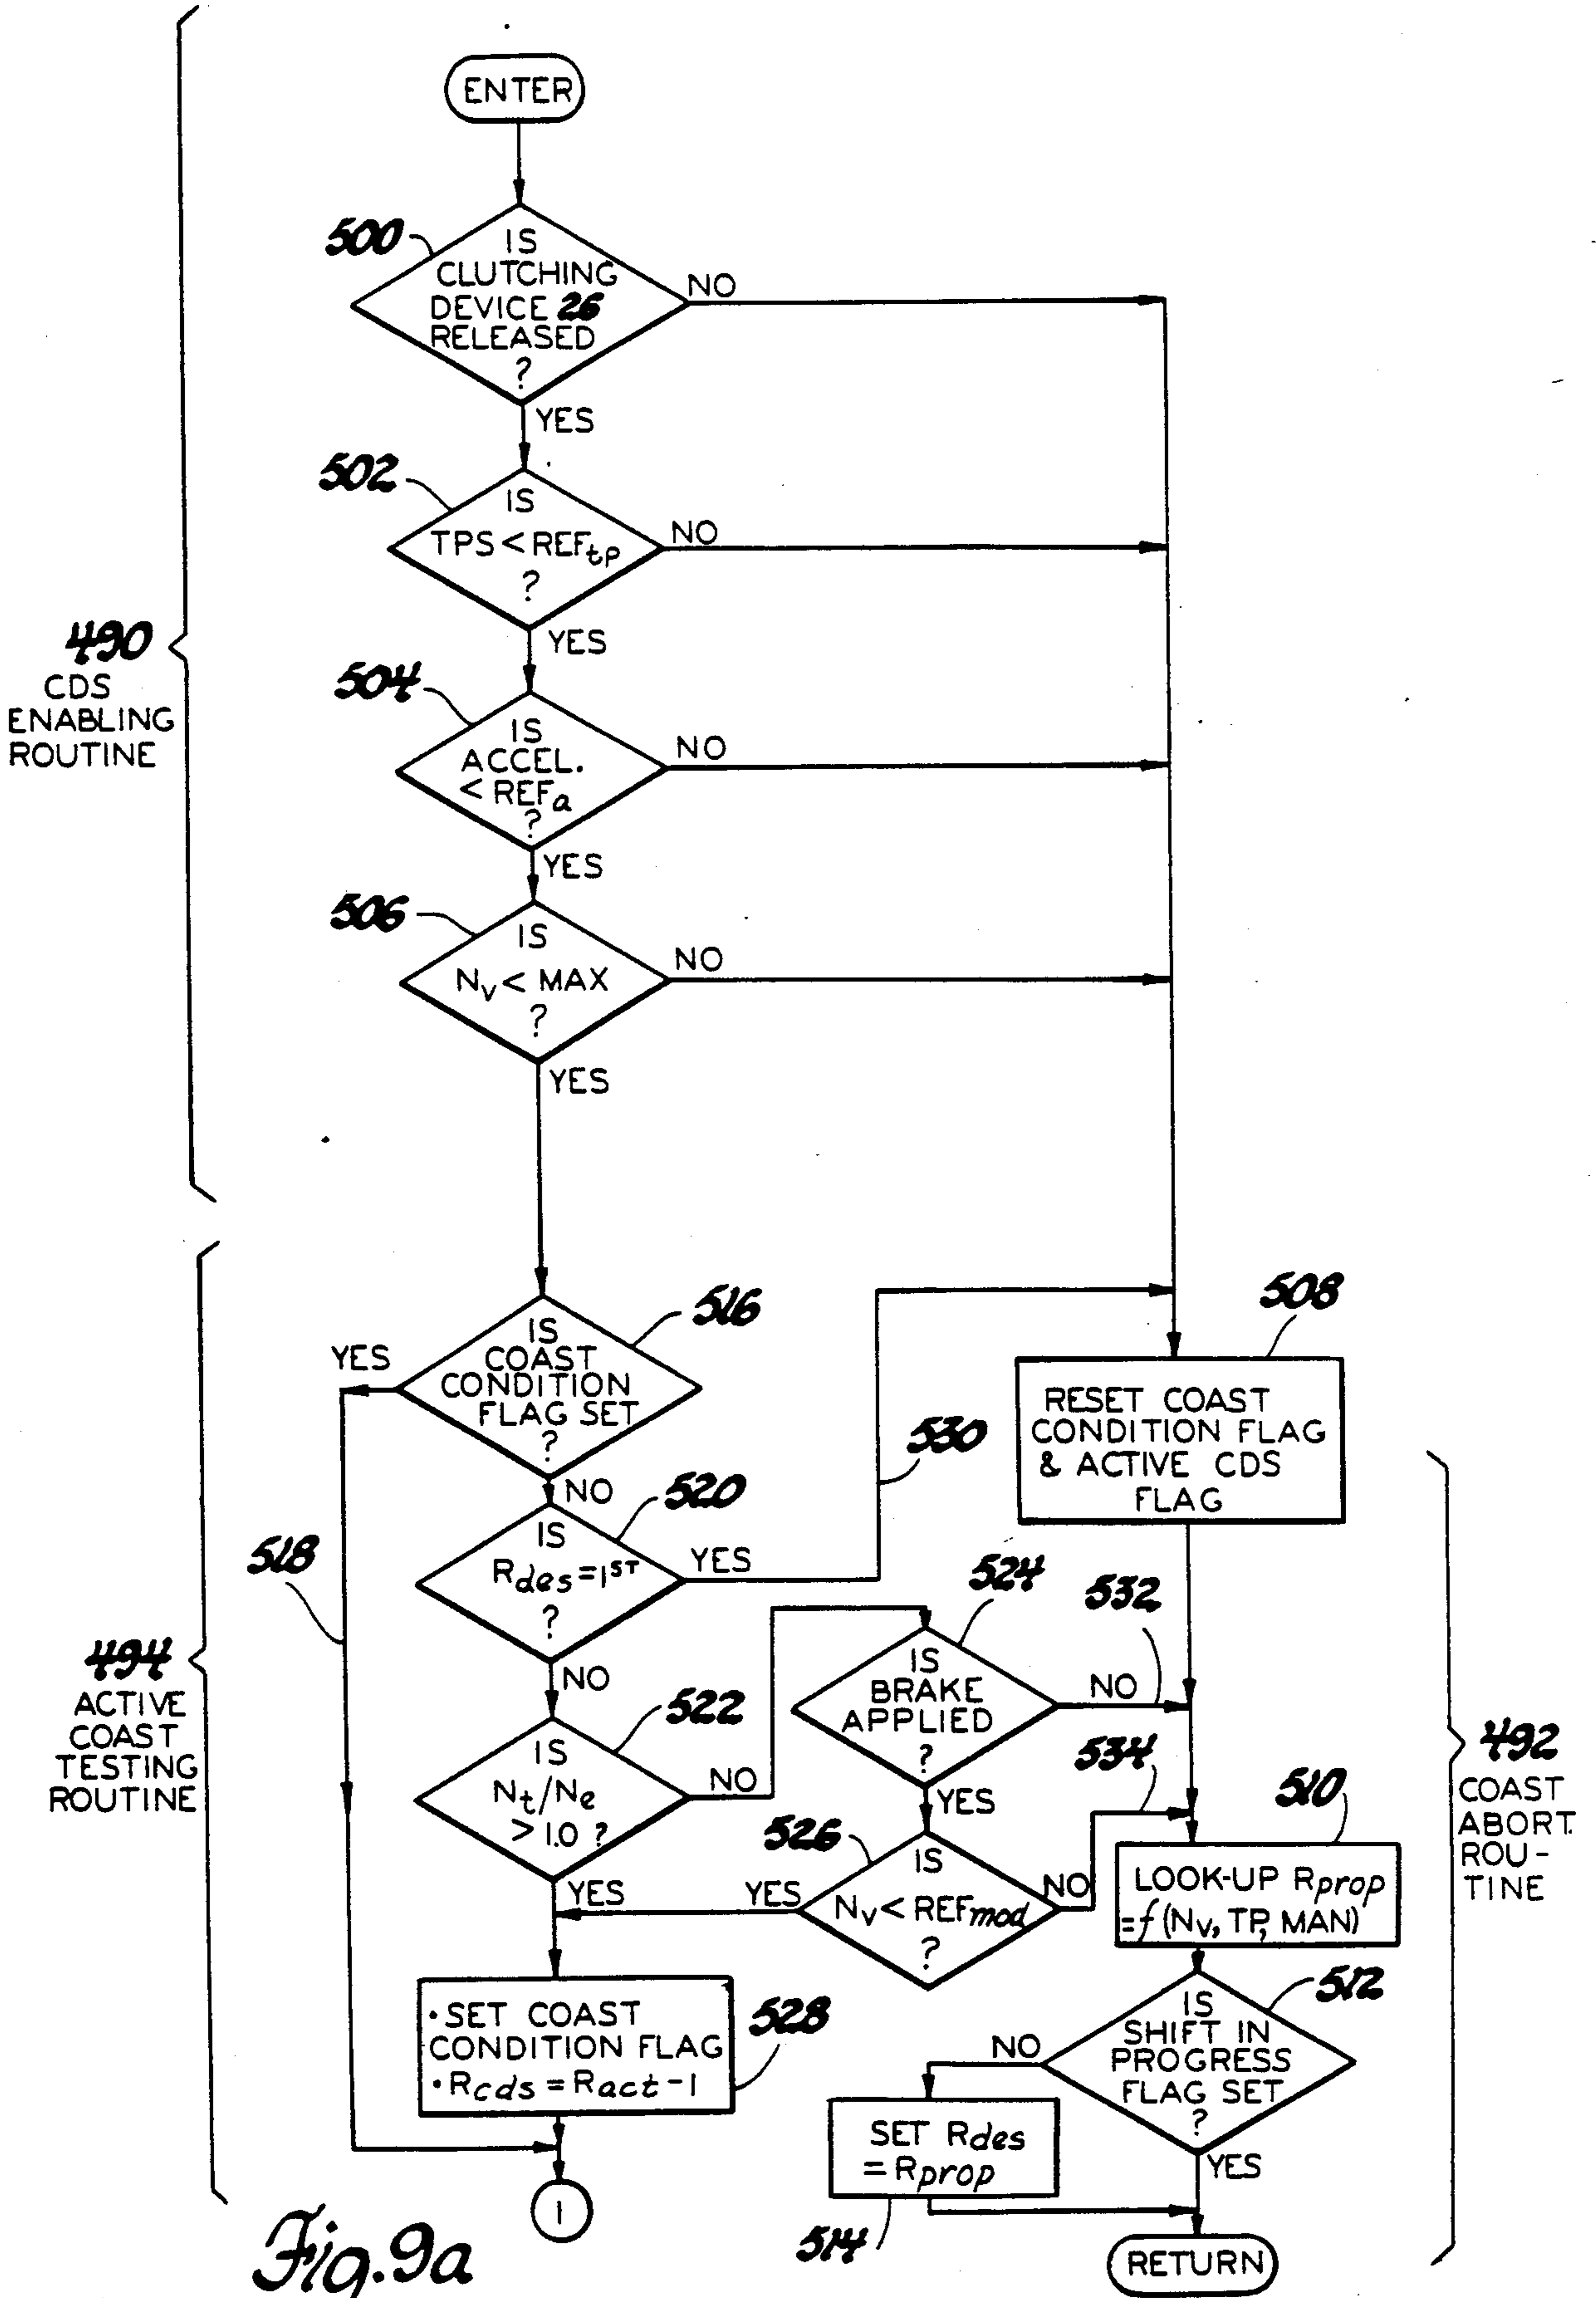 ENTER
500
IS
CLUTCHING
DEVICE 26
RELEASED
?
NO
YES
502
IS
TPS < REFtp
?
NO
YES
504
IS
ACCEL.
< REFa
?
NO
YES
506
IS
Nv < MAX
?
NO
YES
490
CDS
ENABLING
ROUTINE
516
IS
COAST
CONDITION
FLAG SET
?
YES
NO
518
520
IS
Rdes = 1ST
?
YES
530
NO
522
IS
Nt/Ne
> 1.0 ?
NO
YES
524
IS
BRAKE
APPLIED
?
NO
532
YES
526
IS
Nv < REFmod
?
YES
NO
534
528
• SET COAST
CONDITION FLAG
• Rcds = Ract - 1
1
494
ACTIVE
COAST
TESTING
ROUTINE
508
RESET COAST
CONDITION FLAG
& ACTIVE CDS
FLAG
510
LOOK-UP Rprop
= f (Nv, TP, MAN)
512
IS
SHIFT IN
PROGRESS
FLAG SET
?
NO
YES
SET Rdes
= Rprop
514
RETURN
492
COAST
ABORT
ROU-
TINE
Fig. 9a